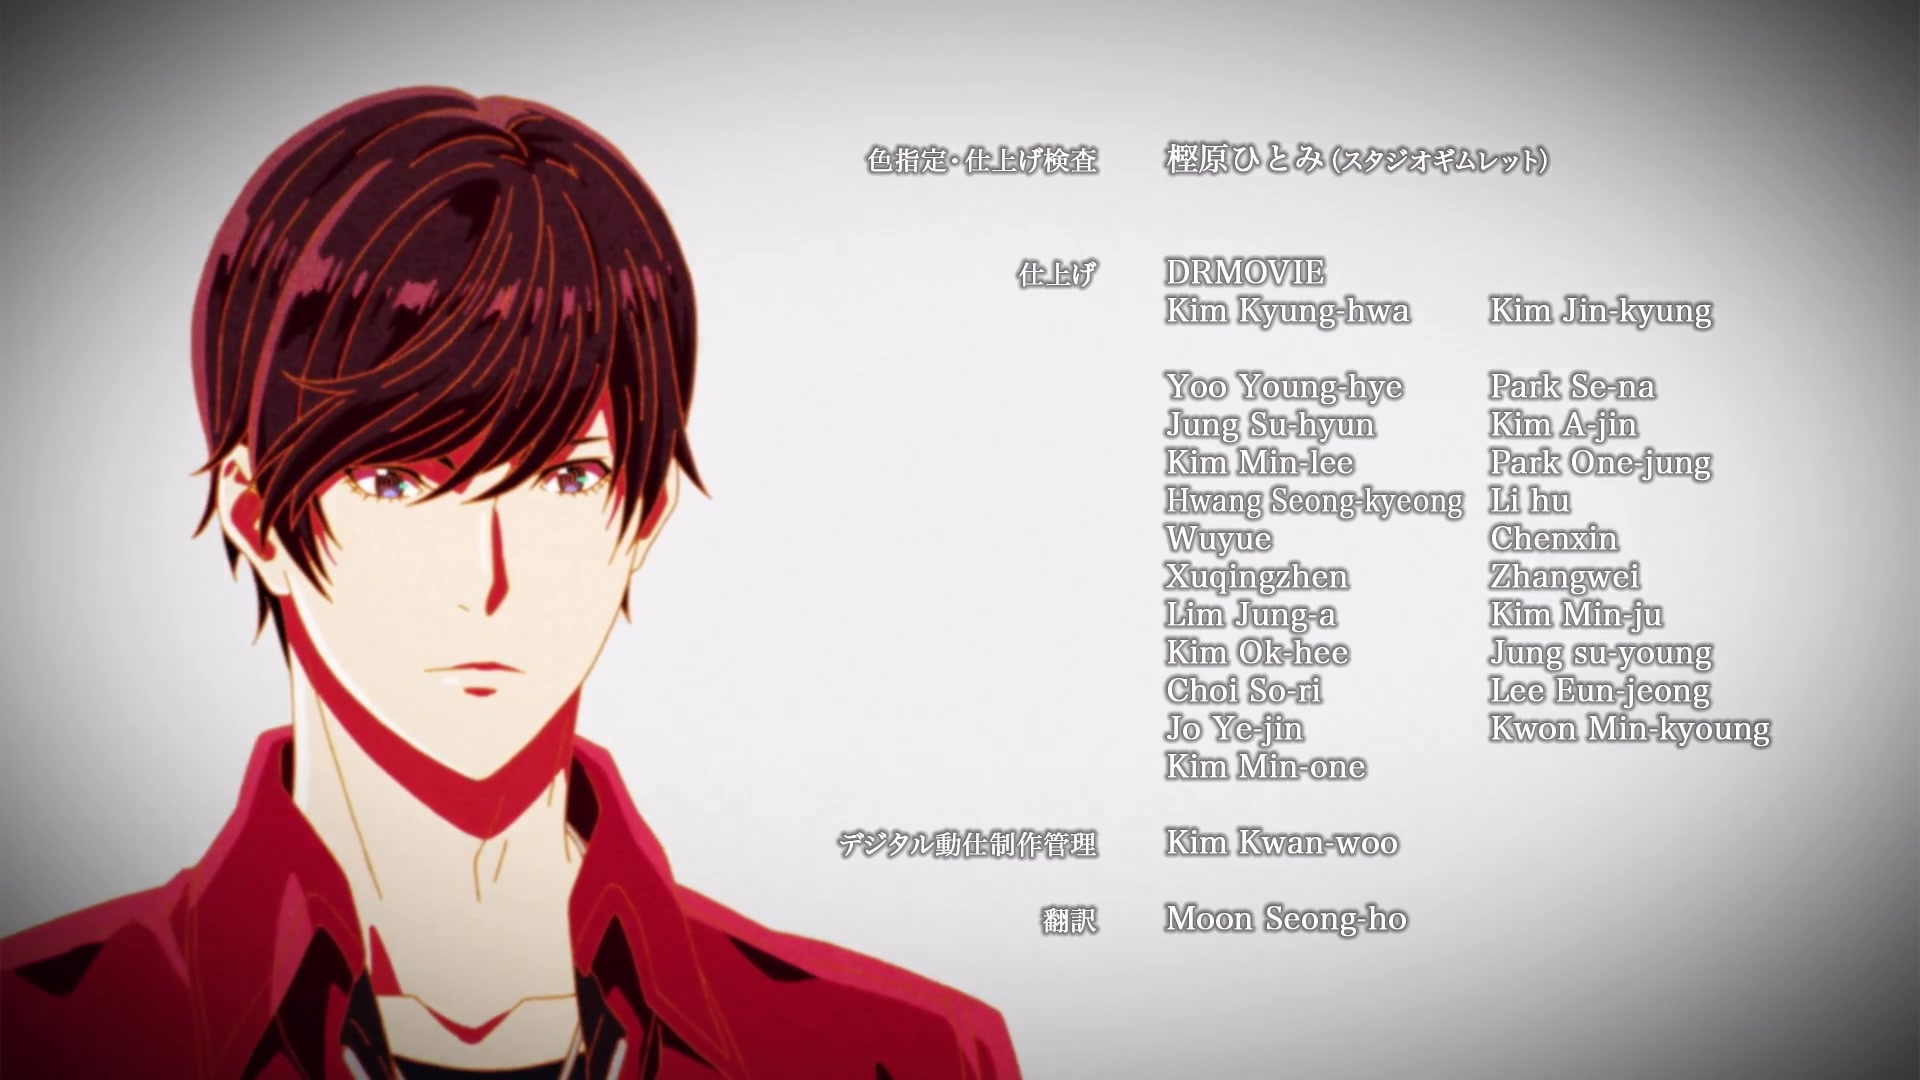 色指定・仕上げ検査 樫原ひとみ(スタジオギムレット)
仕上げ DRMOVIE
Kim Kyung-hwa Kim Jin-kyung
Yoo Young-hye Park Se-na
Jung Su-hyun Kim A-jin
Kim Min-lee Park One-jung
Hwang Seong-kyeong Li hu
Wuyue Chenxin
Xuqingzhen Zhangwei
Lim Jung-a Kim Min-ju
Kim Ok-hee Jung su-young
Choi So-ri Lee Eun-jeong
Jo Ye-jin Kwon Min-kyoung
Kim Min-one
デジタル動仕制作管理 Kim Kwan-woo
翻訳 Moon Seong-ho